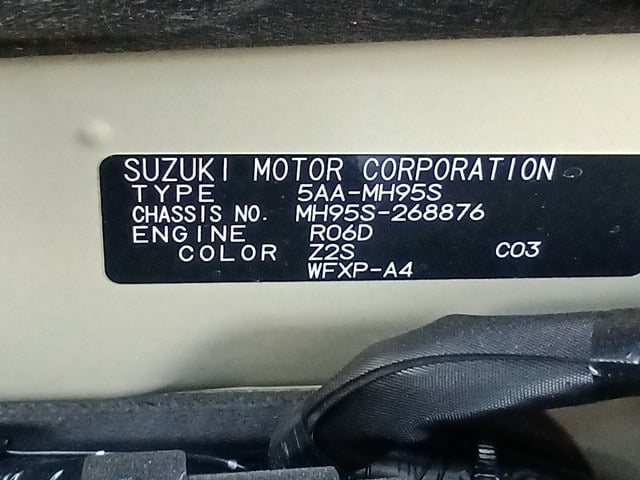 SUZUKI MOTOR CORPORATION
TYPE 5AA-MH95S
CHASSIS NO. MH95S-268876
ENGINE R06D
COLOR Z2S C03
WFXP-A4